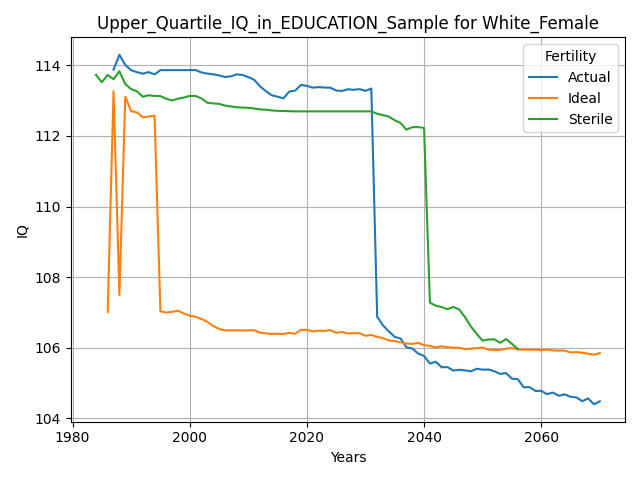 Upper_Quartile_IQ_in_EDUCATION_Sample for White_Female
Fertility
Actual
Ideal
Sterile
IQ
114
112
110
108
106
104
1980
2000
2020
2040
2060
Years